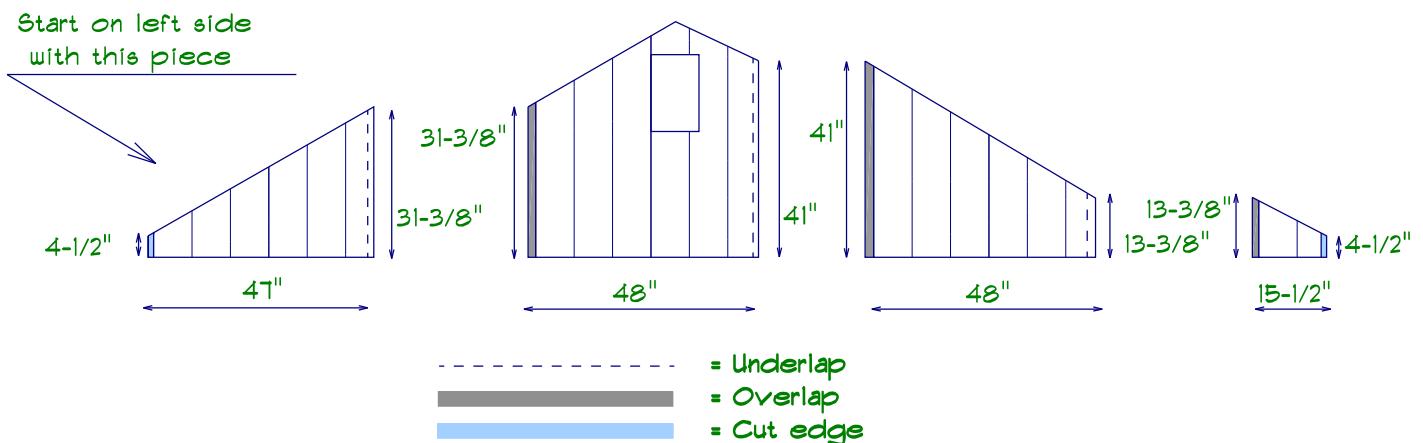 Start on left side
with this piece
4-1/2"
47"
31-3/8"
31-3/8"
48"
41"
41"
48"
13-3/8"
13-3/8"
15-1/2"
4-1/2"
= Underlap
= Overlap
= Cut edge